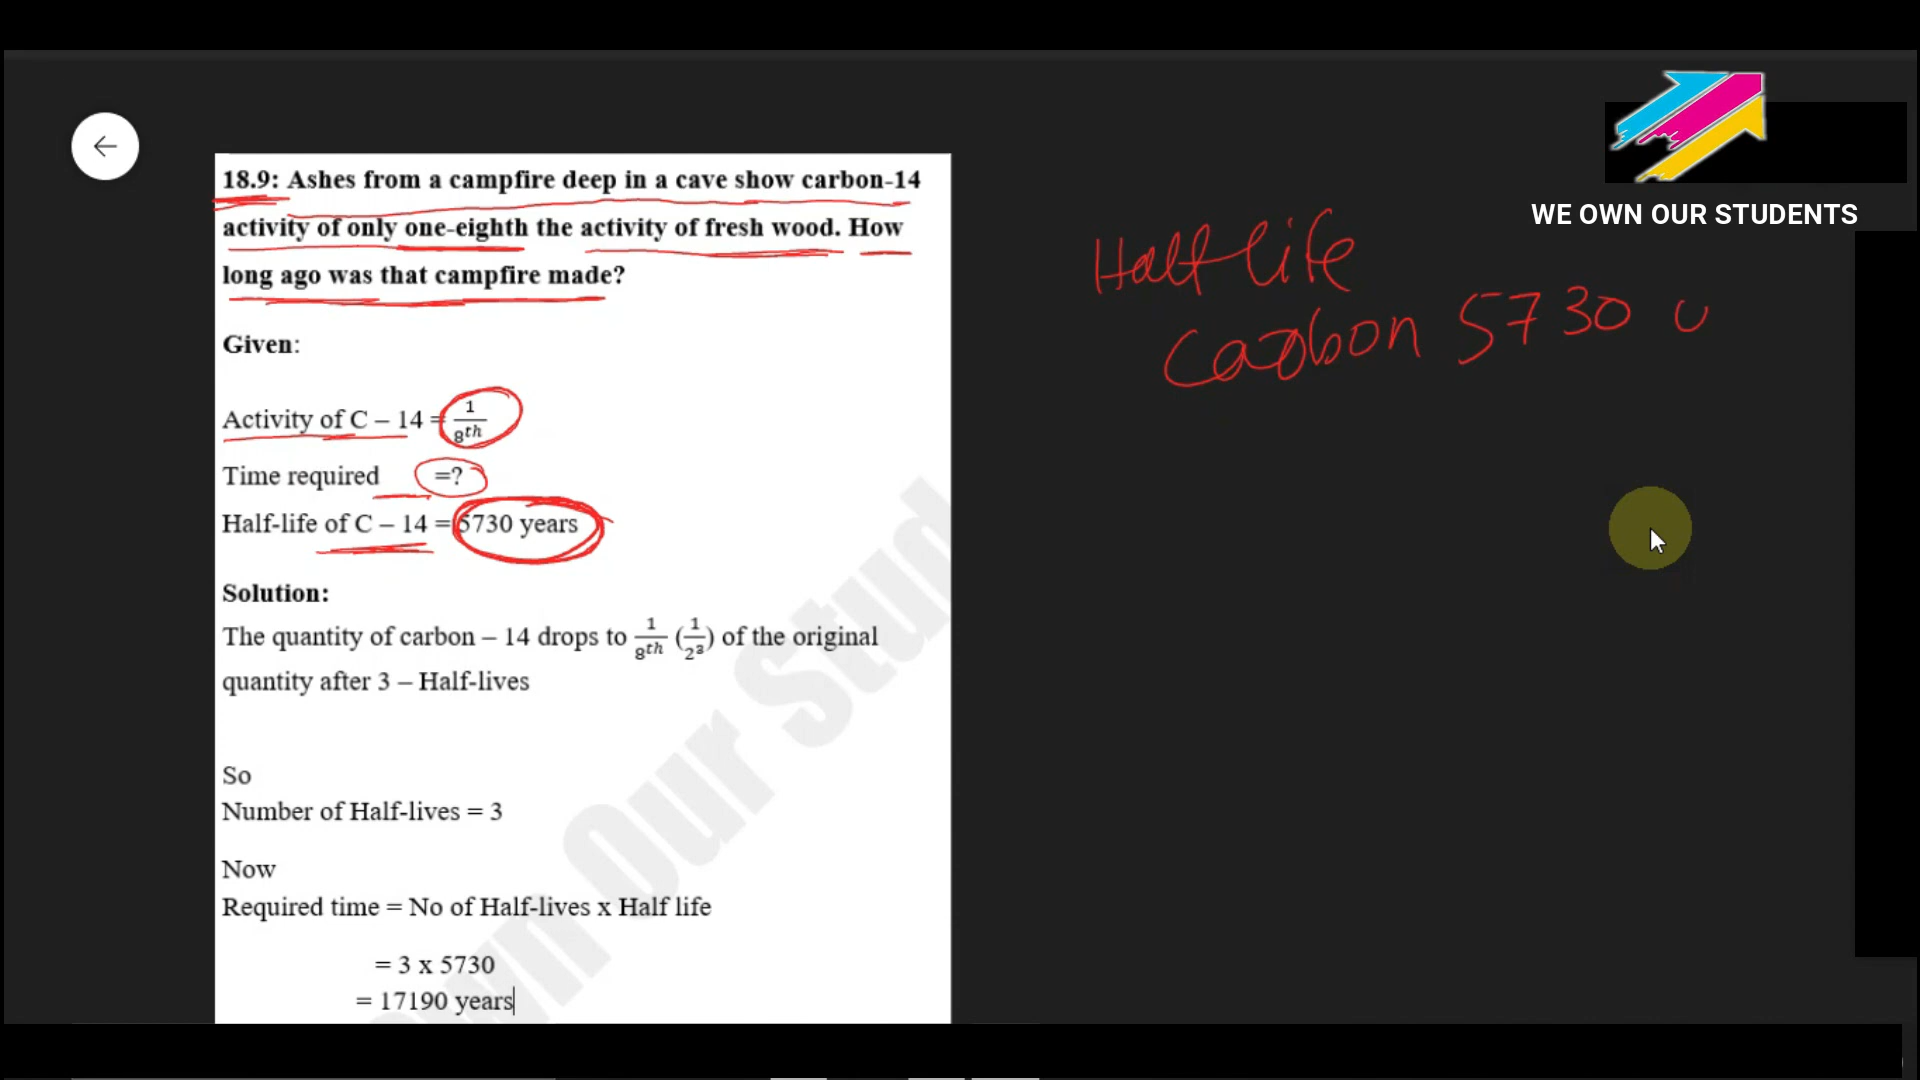 WE OWN OUR STUDENTS
18.9: Ashes from a campfire deep in a cave show carbon-14
activity of only one-eighth the activity of fresh wood. How
long ago was that campfire made?
Given:
Activity of C – 14 = 1/8th
Time required =?
Half-life of C – 14 = 5730 years
Solution:
The quantity of carbon – 14 drops to 1/8th (1/2³) of the original
quantity after 3 – Half-lives
So
Number of Half-lives = 3
Now
Required time = No of Half-lives x Half life
= 3 x 5730
= 17190 years
Half life
Carbon 5730
Own Our Stud